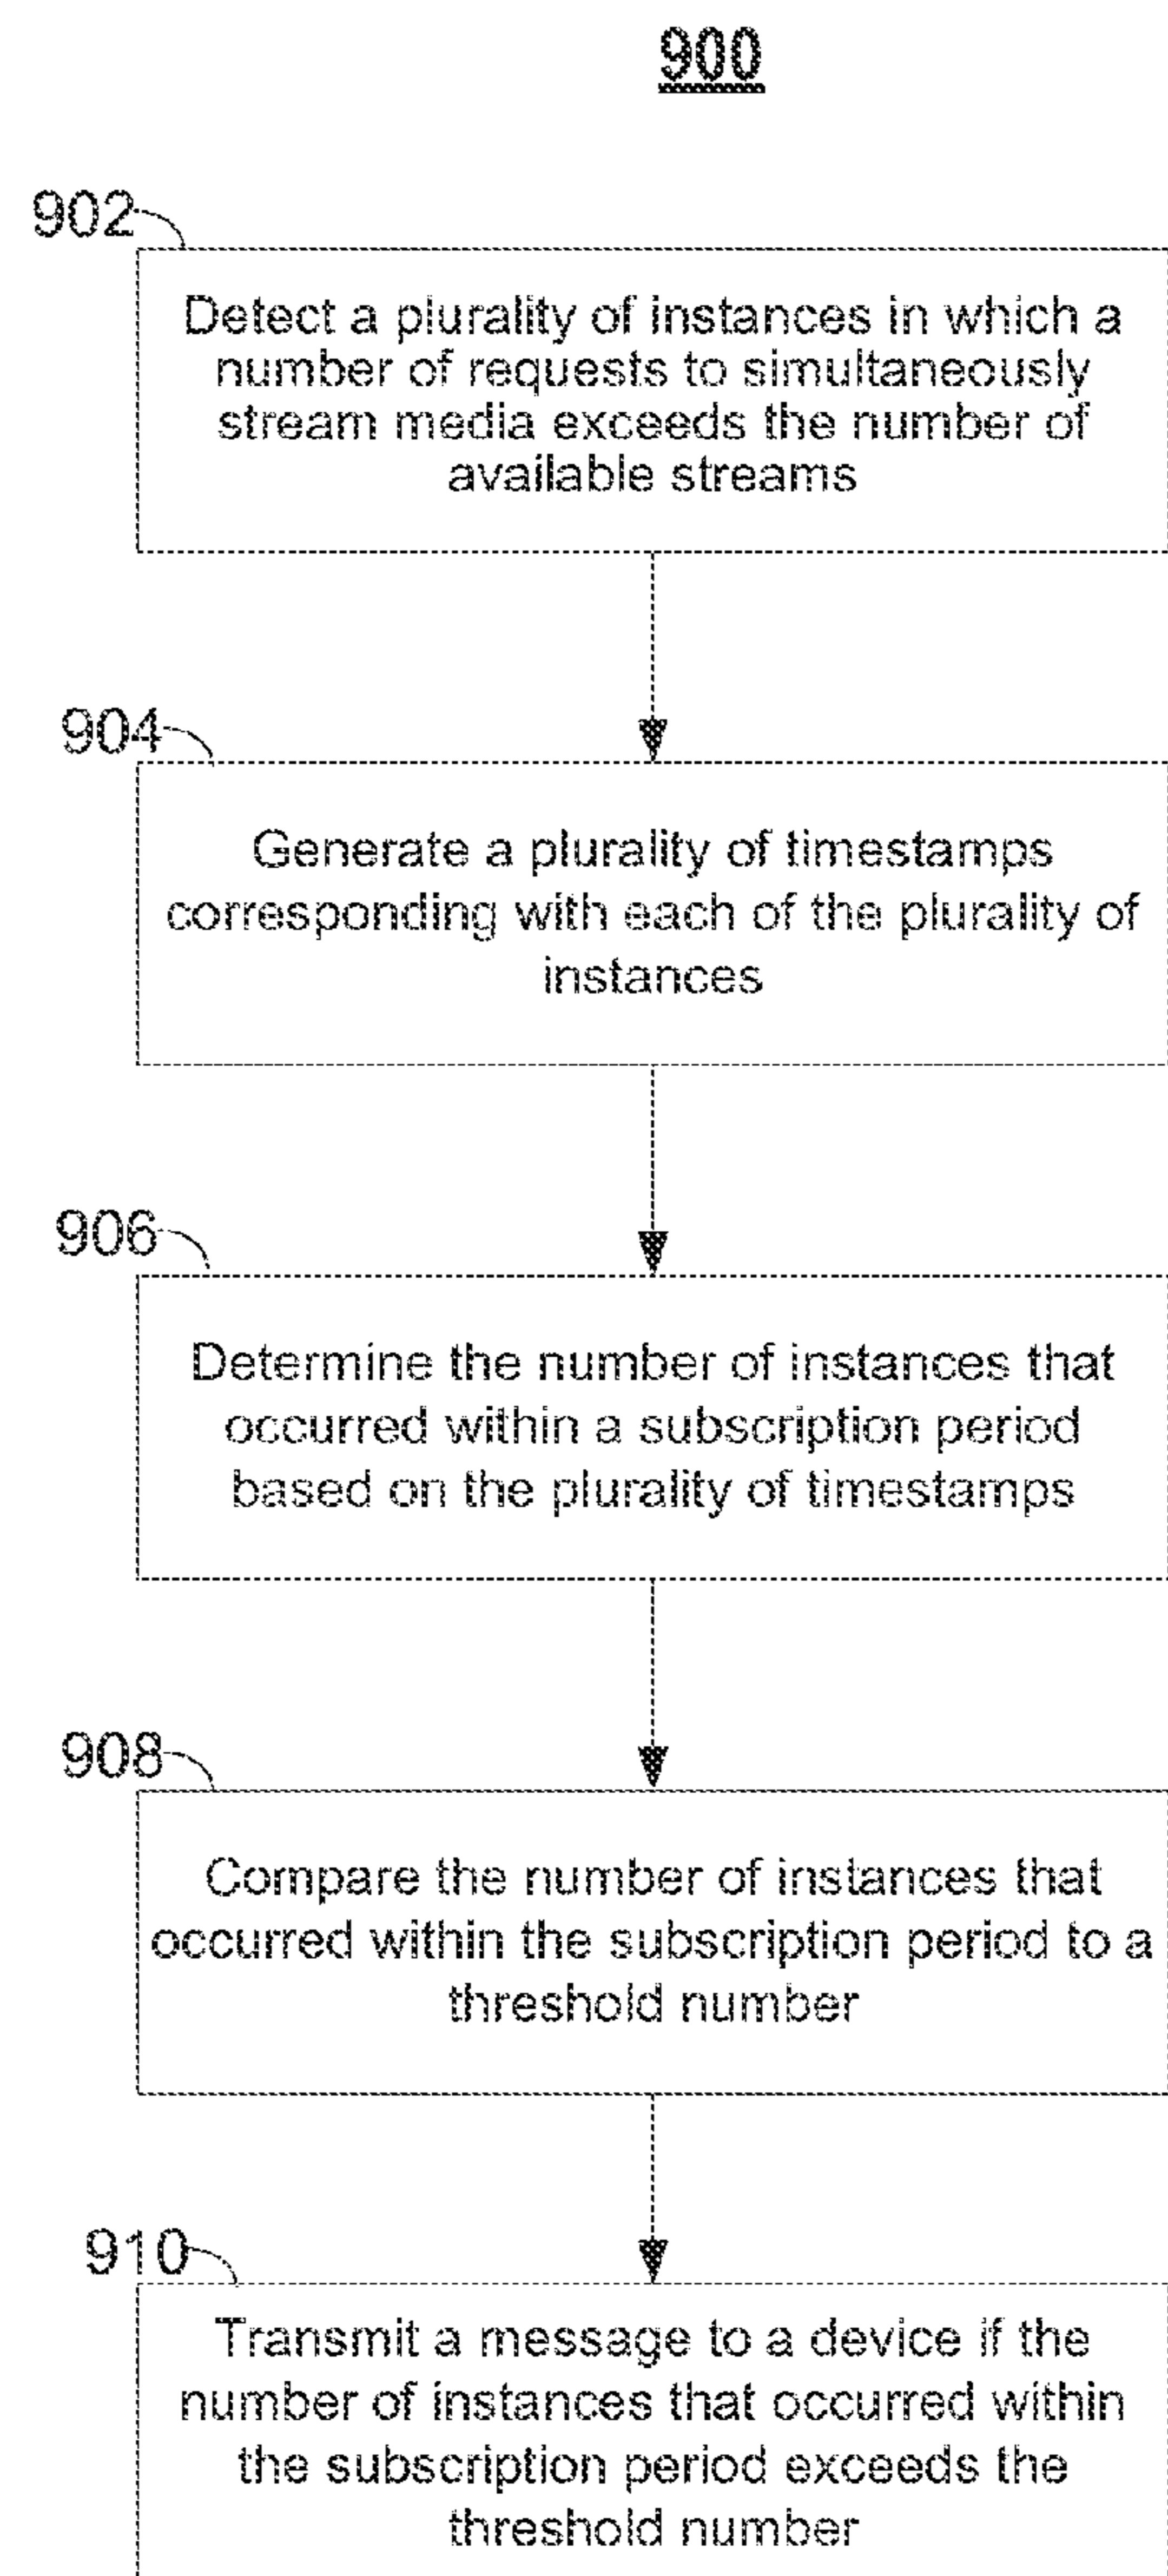 900
902
Detect a plurality of instances in which a
number of requests to simultaneously
stream media exceeds the number of
available streams
904
Generate a plurality of timestamps
corresponding with each of the plurality of
instances
906
Determine the number of instances that
occurred within a subscription period
based on the plurality of timestamps
908
Compare the number of instances that
occurred within the subscription period to a
threshold number
910
Transmit a message to a device if the
number of instances that occurred within
the subscription period exceeds the
threshold number